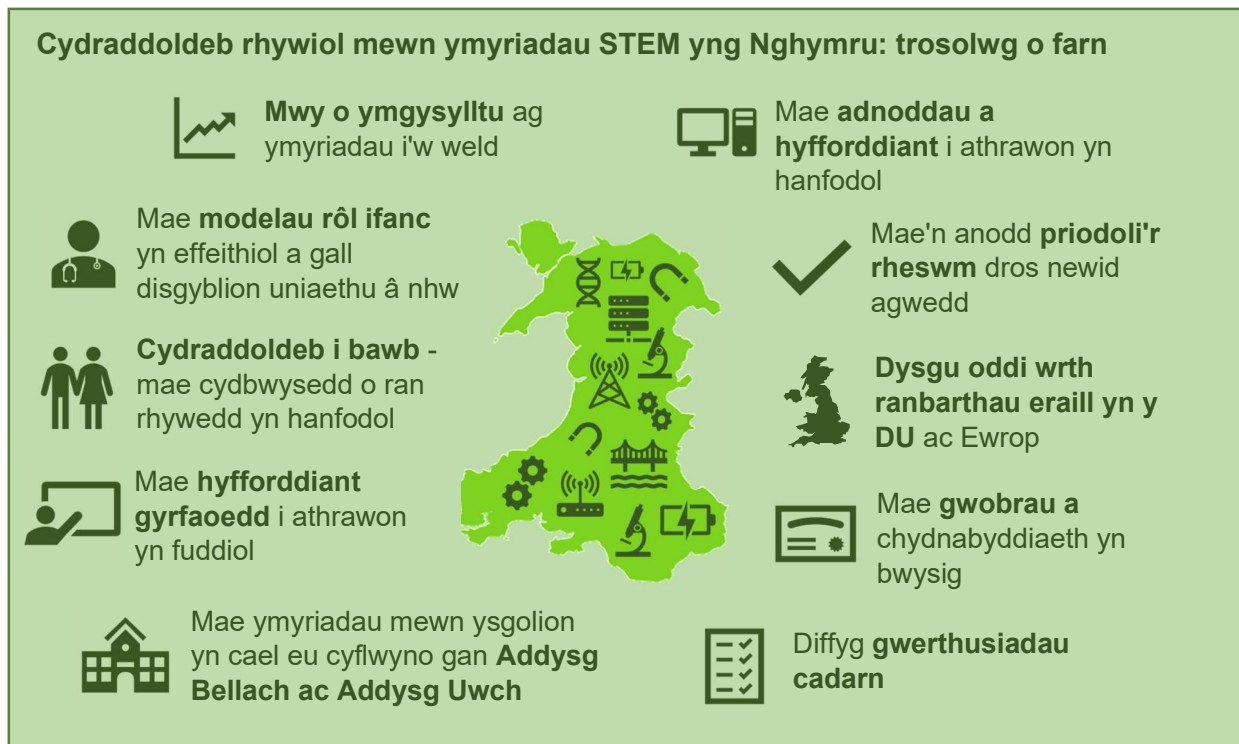 Cydraddoldeb rhywiol mewn ymyriadau STEM yng Nghymru: trosolwg o farn
Mwy o ymgysylltu ag
ymyriadau i'w weld
Mae modelau rôl ifanc
yn effeithiol a gall
disgyblion uniaethu â nhw
Cydraddoldeb i bawb -
mae cydbwysedd o ran
rhywedd yn hanfodol
Mae hyfforddiant
gyrfaoedd i athrawon
yn fuddiol
Mae ymyriadau mewn ysgolion
yn cael eu cyflwyno gan Addysg
Bellach ac Addysg Uwch
Mae adnoddau a
hyfforddiant i athrawon yn
hanfodol
Mae'n anodd priodoli'r
rheswm dros newid
agwedd
Dysgu oddi wrth
ranbarthau eraill yn y
DU ac Ewrop
Mae gwobrau a
chydnabyddiaeth yn
bwysig
Diffyg gwerthusiadau
cadarn